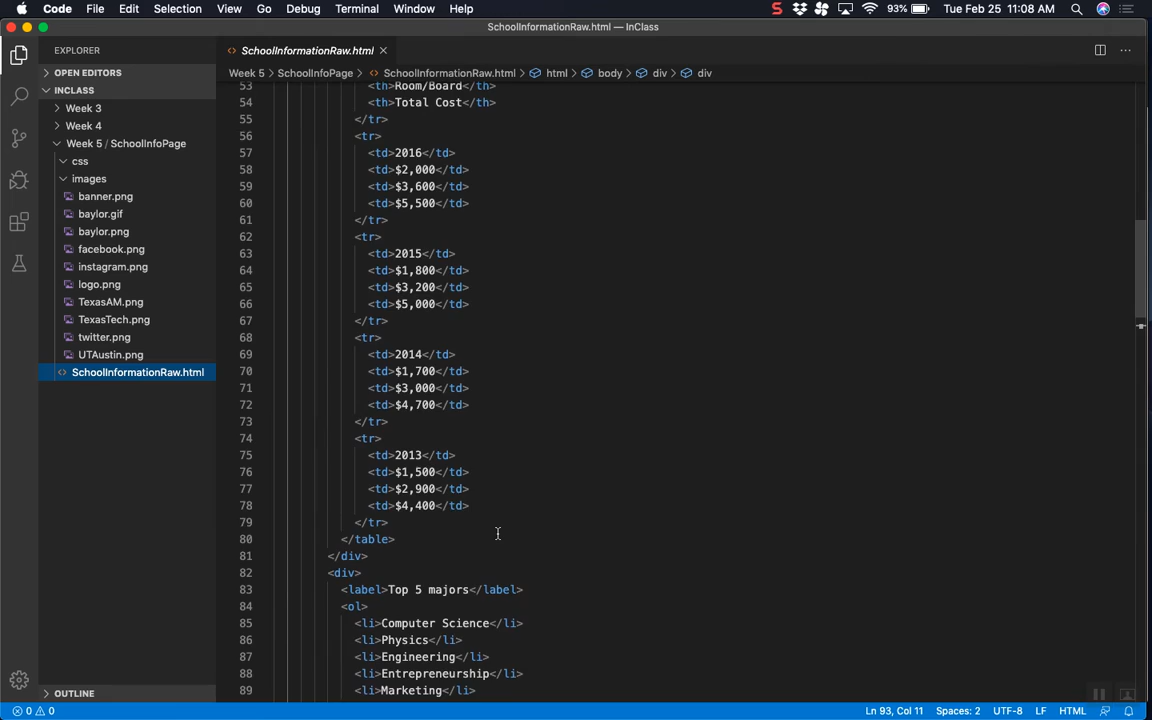 Code File Edit Selection View Go Debug Terminal Window Help 93% Tue Feb 25 11:08 AM
SchoolInformationRaw.html — InClass
EXPLORER
OPEN EDITORS
INCLASS
Week 3
Week 4
Week 5 / SchoolInfoPage
css
images
banner.png
baylor.gif
baylor.png
facebook.png
instagram.png
logo.png
TexasAM.png
TexasTech.png
twitter.png
UTAustin.png
SchoolInformationRaw.html
OUTLINE
SchoolInformationRaw.html
Week 5 › SchoolInfoPage › SchoolInformationRaw.html › html › body › div › div
53 <th>Room/Board</th>
54 <th>Total Cost</th>
55 </tr>
56 <tr>
57 <td>2016</td>
58 <td>$2,000</td>
59 <td>$3,600</td>
60 <td>$5,500</td>
61 </tr>
62 <tr>
63 <td>2015</td>
64 <td>$1,800</td>
65 <td>$3,200</td>
66 <td>$5,000</td>
67 </tr>
68 <tr>
69 <td>2014</td>
70 <td>$1,700</td>
71 <td>$3,000</td>
72 <td>$4,700</td>
73 </tr>
74 <tr>
75 <td>2013</td>
76 <td>$1,500</td>
77 <td>$2,900</td>
78 <td>$4,400</td>
79 </tr>
80 </table>
81 </div>
82 <div>
83 <label>Top 5 majors</label>
84 <ol>
85 <li>Computer Science</li>
86 <li>Physics</li>
87 <li>Engineering</li>
88 <li>Entrepreneurship</li>
89 <li>Marketing</li>
0 0 Ln 93, Col 11 Spaces: 2 UTF-8 LF HTML